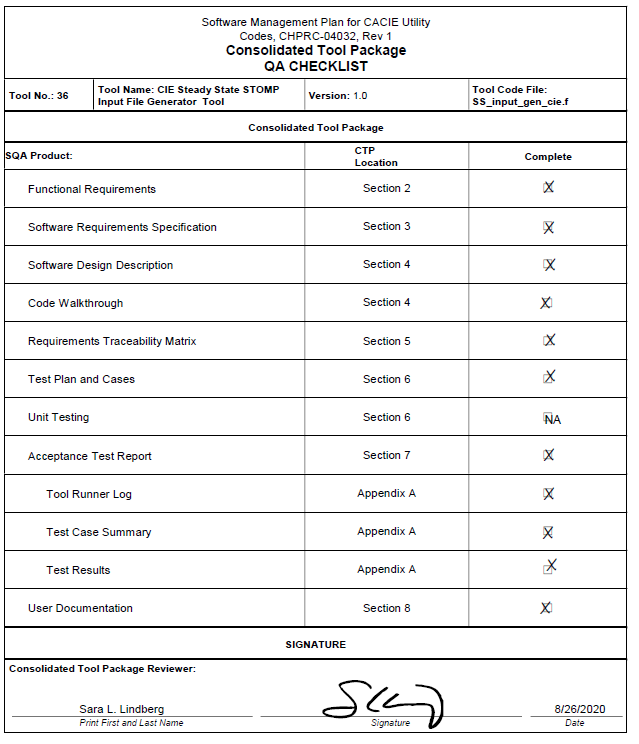 Software Management Plan for CACIE Utility
Codes, CHPRC-04032, Rev 1
Consolidated Tool Package
QA CHECKLIST
Tool No.: 36
Tool Name: CIE Steady State STOMP
Input File Generator Tool
Version: 1.0
Tool Code File:
SS_input_gen_cie.f
Consolidated Tool Package
SQA Product:
CTP
Location
Complete
Functional Requirements Section 2 X
Software Requirements Specification Section 3 X
Software Design Description Section 4 X
Code Walkthrough Section 4 X
Requirements Traceability Matrix Section 5 X
Test Plan and Cases Section 6 X
Unit Testing Section 6 NA
Acceptance Test Report Section 7 X
Tool Runner Log Appendix A X
Test Case Summary Appendix A X
Test Results Appendix A X
User Documentation Section 8 X
SIGNATURE
Consolidated Tool Package Reviewer:
Sara L. Lindberg 8/26/2020
Print First and Last Name Signature Date